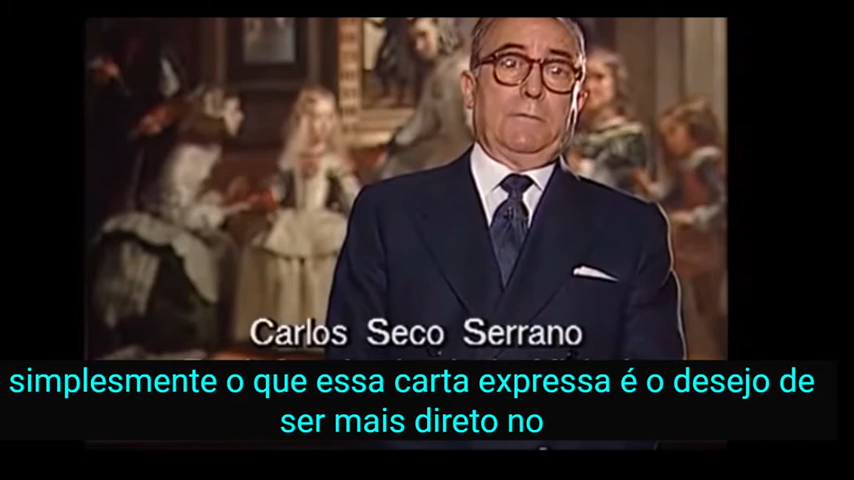 Carlos Seco Serrano
simplesmente o que essa carta expressa é o desejo de
ser mais direto no